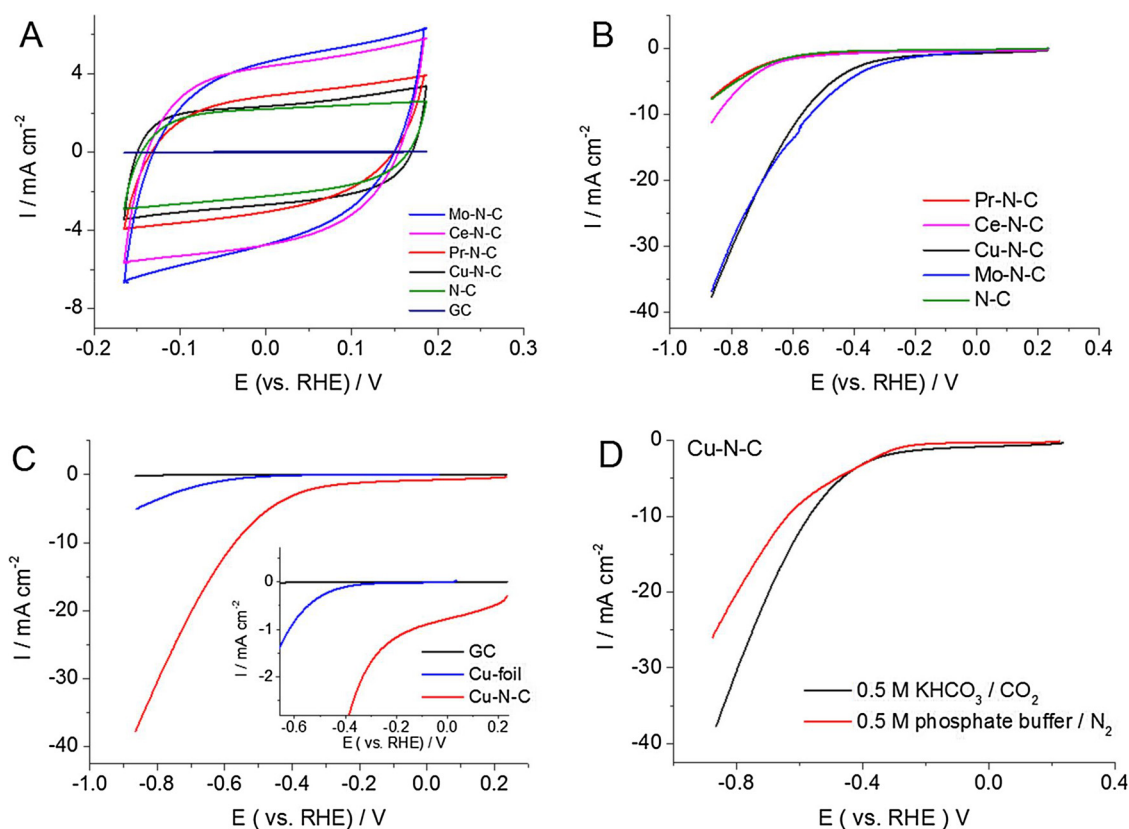 A
I / mA cm⁻²
4
0
-4
-8
Mo-N-C
Ce-N-C
Pr-N-C
Cu-N-C
N-C
GC
-0.2
-0.1
0.0
0.1
0.2
0.3
E (vs. RHE) / V
B
I / mA cm⁻²
0
-10
-20
-30
-40
Pr-N-C
Ce-N-C
Cu-N-C
Mo-N-C
N-C
-1.0
-0.8
-0.6
-0.4
-0.2
0.0
0.2
0.4
E (vs. RHE) / V
C
I / mA cm⁻²
0
-10
-20
-30
-40
I / mA cm⁻²
0
-1
-2
GC
Cu-foil
Cu-N-C
-0.6
-0.4
-0.2
0.0
0.2
E ( vs. RHE) / V
-1.0
-0.8
-0.6
-0.4
-0.2
0.0
0.2
0.4
E ( vs. RHE) / V
D
Cu-N-C
I / mA cm⁻²
0
-10
-20
-30
-40
0.5 M KHCO₃ / CO₂
0.5 M phosphate buffer / N₂
-0.8
-0.4
0.0
0.4
E ( vs. RHE ) V